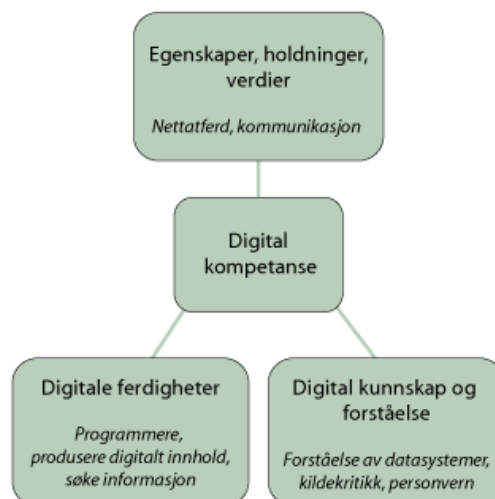 Egenskaper, holdninger,
verdier
Nettatferd, kommunikasjon
Digital
kompetanse
Digitale ferdigheter
Programmere,
produsere digitalt innhold,
søke informasjon
Digital kunnskap og
forståelse
Forståelse av datasystemer,
kildekritikk, personvern